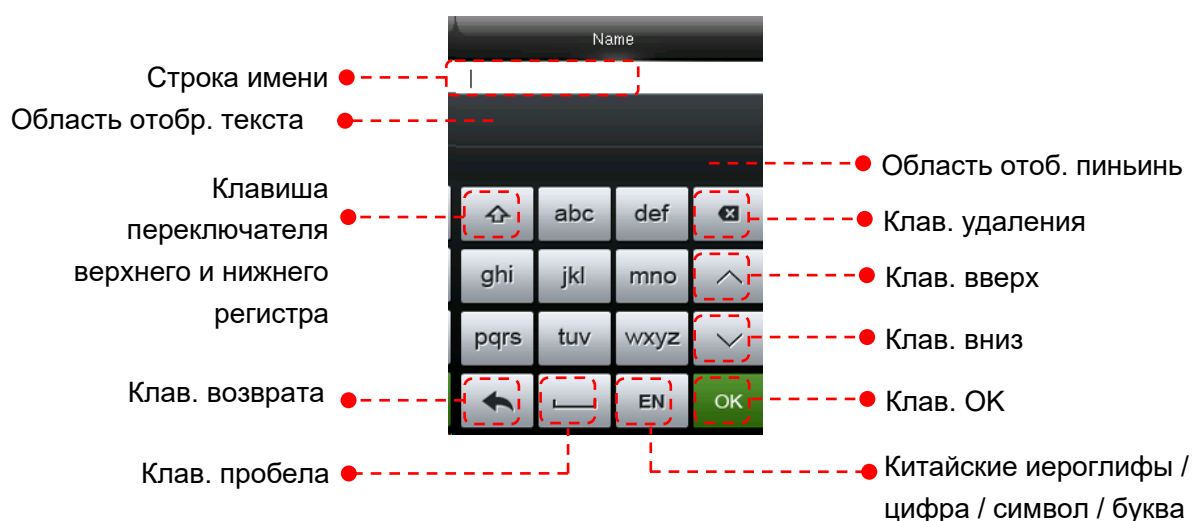 Name
Строка имени
Область отобр. текста
Область отоб. пиньинь
Клавиша
переключателя
верхнего и нижнего
регистра
abc def
Клав. удаления
ghi jkl mno
Клав. вверх
pqrs tuv wxyz
Клав. вниз
Клав. возврата
EN OK
Клав. OK
Клав. пробела
Китайские иероглифы /
цифра / символ / буква